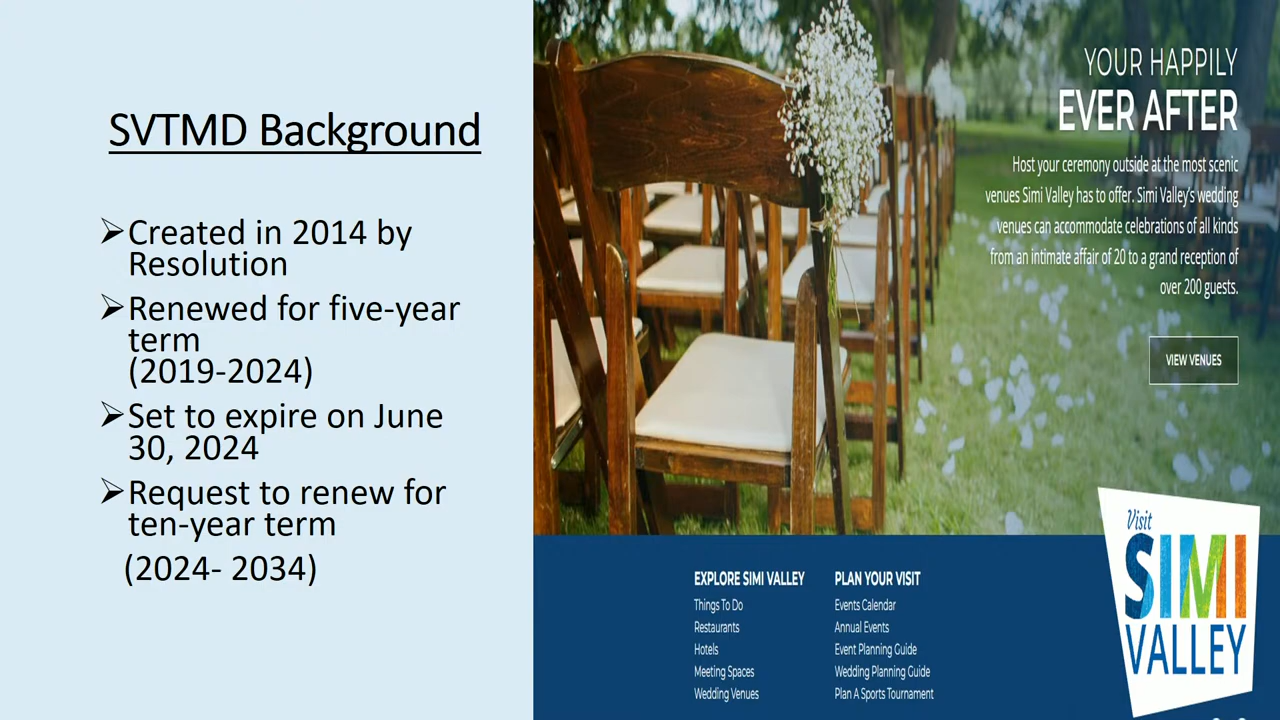 SVTMD Background
➢Created in 2014 by
Resolution
➢Renewed for five-year
term
(2019-2024)
➢Set to expire on June
30, 2024
➢Request to renew for
ten-year term
(2024- 2034)
YOUR HAPPILY
EVER AFTER
Host your ceremony outside at the most scenic
venues Simi Valley has to offer. Simi Valley's wedding
venues can accommodate celebrations of all kinds
from an intimate affair of 20 to a grand reception of
over 200 guests.
VIEW VENUES
EXPLORE SIMI VALLEY
Things To Do
Restaurants
Hotels
Meeting Spaces
Wedding Venues
PLAN YOUR VISIT
Events Calendar
Annual Events
Event Planning Guide
Wedding Planning Guide
Plan A Sports Tournament
Visit
SIMI
VALLEY